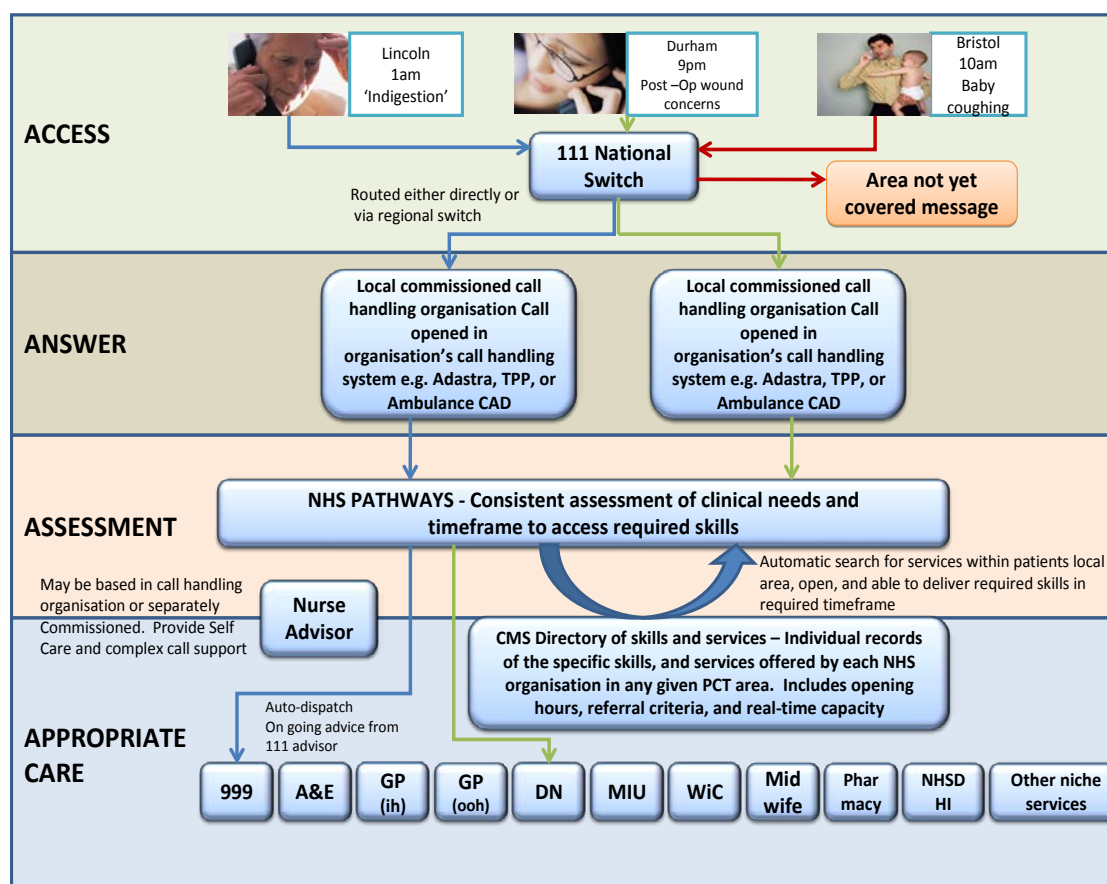 Lincoln
1am
‘Indigestion’
Durham
9pm
Post –Op wound
concerns
Bristol
10am
Baby
coughing
ACCESS
111 National
Switch
Area not yet
covered message
Routed either directly or
via regional switch
ANSWER
Local commissioned call
handling organisation Call
opened in
organisation’s call handling
system e.g. Adastra, TPP, or
Ambulance CAD
Local commissioned call
handling organisation Call
opened in
organisation’s call handling
system e.g. Adastra, TPP, or
Ambulance CAD
ASSESSMENT
NHS PATHWAYS - Consistent assessment of clinical needs and
timeframe to access required skills
Automatic search for services within patients local
area, open, and able to deliver required skills in
required timeframe
May be based in call handling
organisation or separately
Commissioned.  Provide Self
Care and complex call support
Nurse
Advisor
CMS Directory of skills and services – Individual records
of the specific skills, and services offered by each NHS
organisation in any given PCT area.  Includes opening
hours, referral criteria, and real-time capacity
APPROPRIATE
CARE
Auto-dispatch
On going advice from
111 advisor
999
A&E
GP
(ih)
GP
(ooh)
DN
MIU
WiC
Mid
wife
Phar
macy
NHSD
HI
Other niche
services